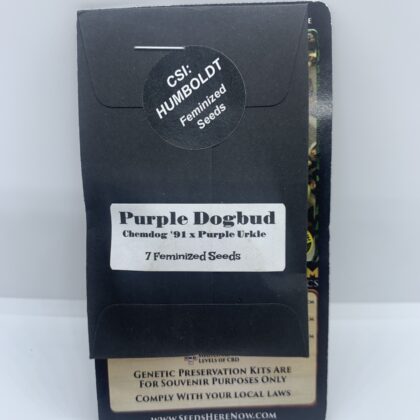 CSI:
HUMBOLDT
Feminized
Seeds
Purple Dogbud
Chemdog '91 x Purple Urkle
7 Feminized Seeds
LEVELS OF CBD
GENETIC PRESERVATION KITS ARE
FOR SOUVENIR PURPOSES ONLY
COMPLY WITH YOUR LOCAL LAWS
WWW.SEEDSHERENOW.COM